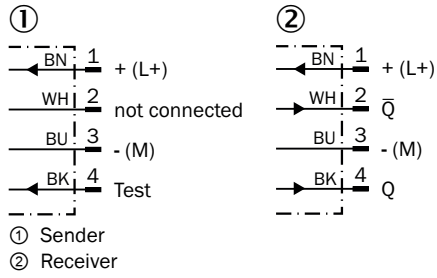 ① ②
BN 1 + (L+) BN 1 + (L+)
WH 2 not connected WH 2 Q̅
BU 3 - (M) BU 3 - (M)
BK 4 Test BK 4 Q
① Sender
② Receiver